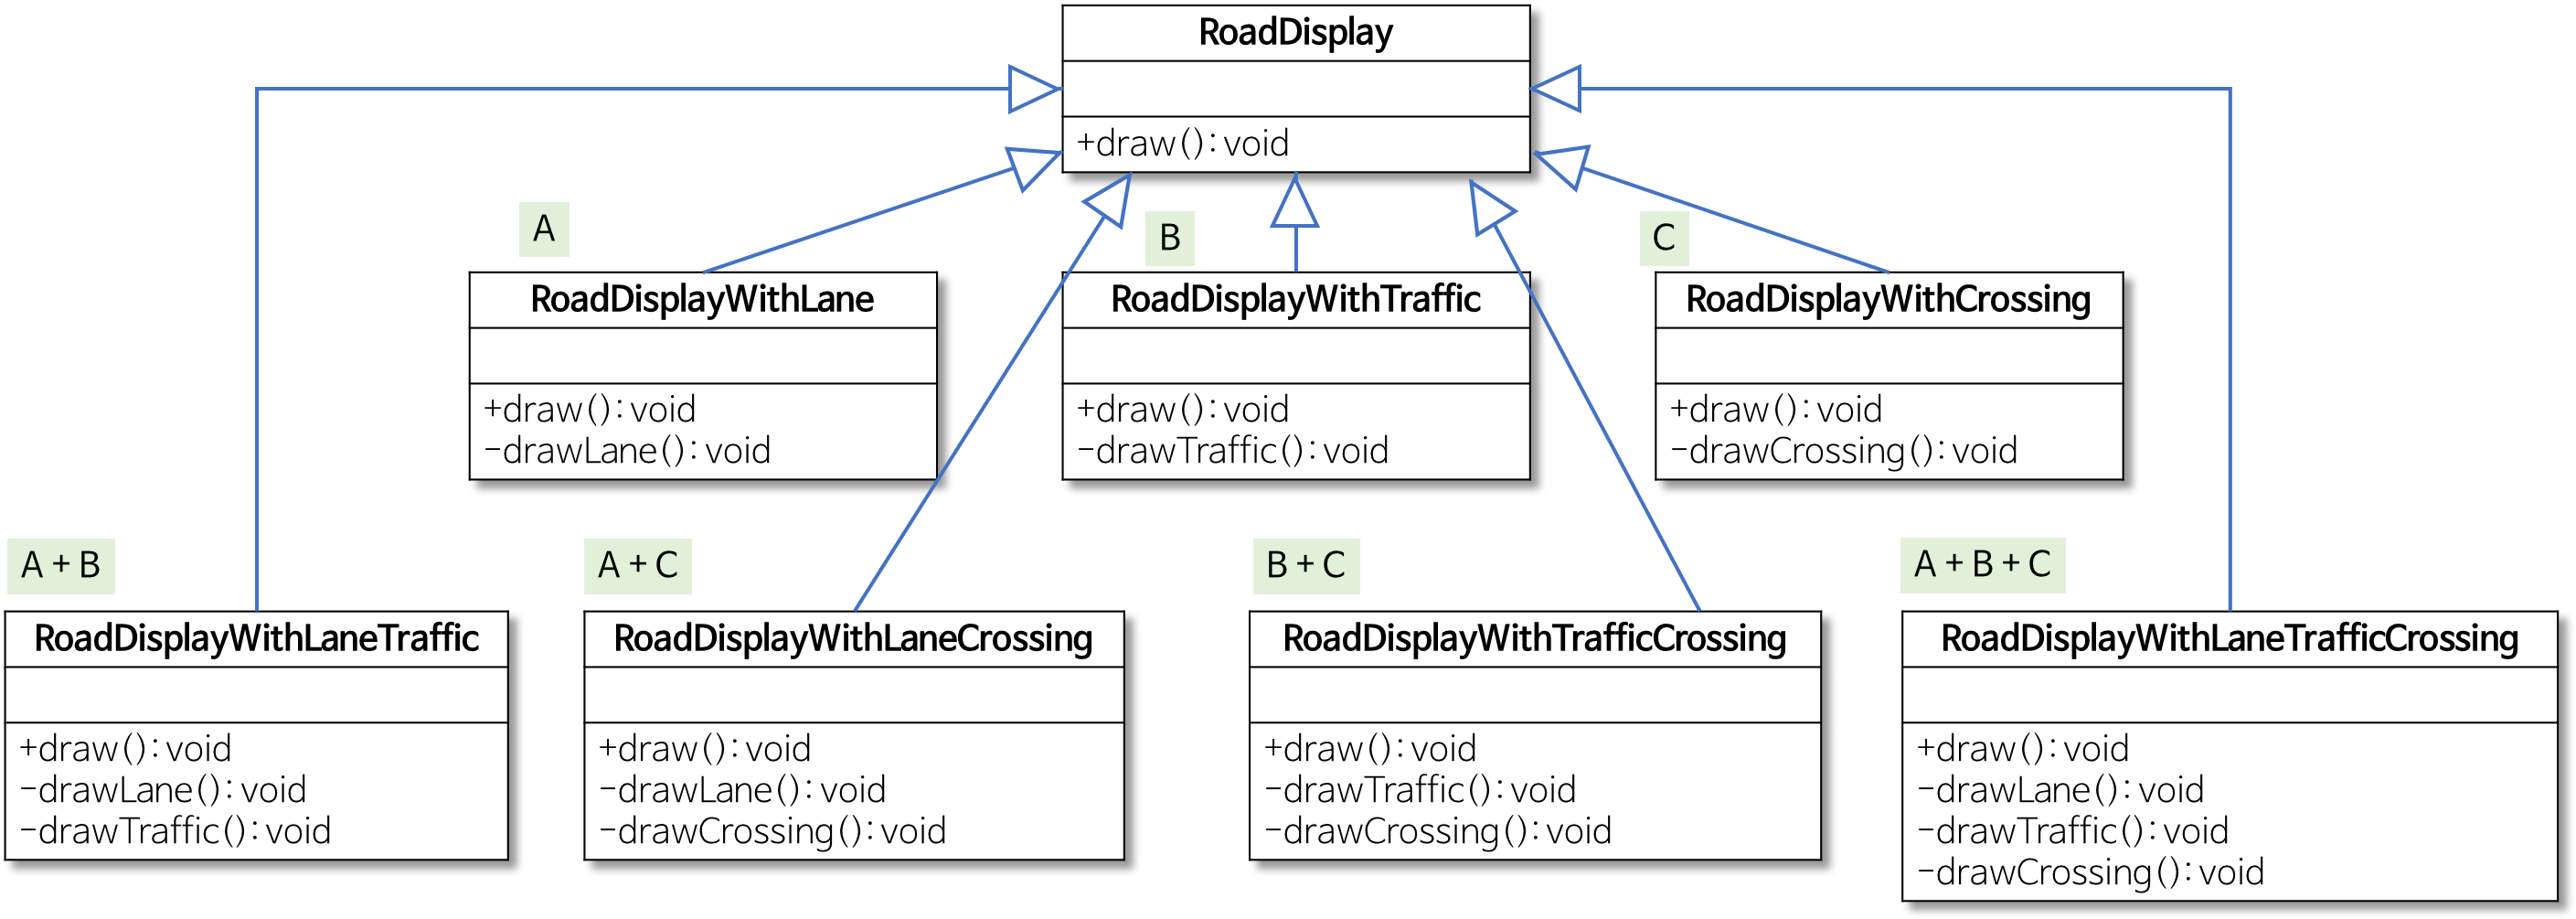 RoadDisplay
+draw(): void
A
B
C
RoadDisplayWithLane
+draw(): void
-drawLane(): void
RoadDisplayWithTraffic
+draw(): void
-drawTraffic(): void
RoadDisplayWithCrossing
+draw(): void
-drawCrossing(): void
A + B
A + C
B + C
A + B + C
RoadDisplayWithLaneTraffic
+draw(): void
-drawLane(): void
-drawTraffic(): void
RoadDisplayWithLaneCrossing
+draw(): void
-drawLane(): void
-drawCrossing(): void
RoadDisplayWithTrafficCrossing
+draw(): void
-drawTraffic(): void
-drawCrossing(): void
RoadDisplayWithLaneTrafficCrossing
+draw(): void
-drawLane(): void
-drawTraffic(): void
-drawCrossing(): void